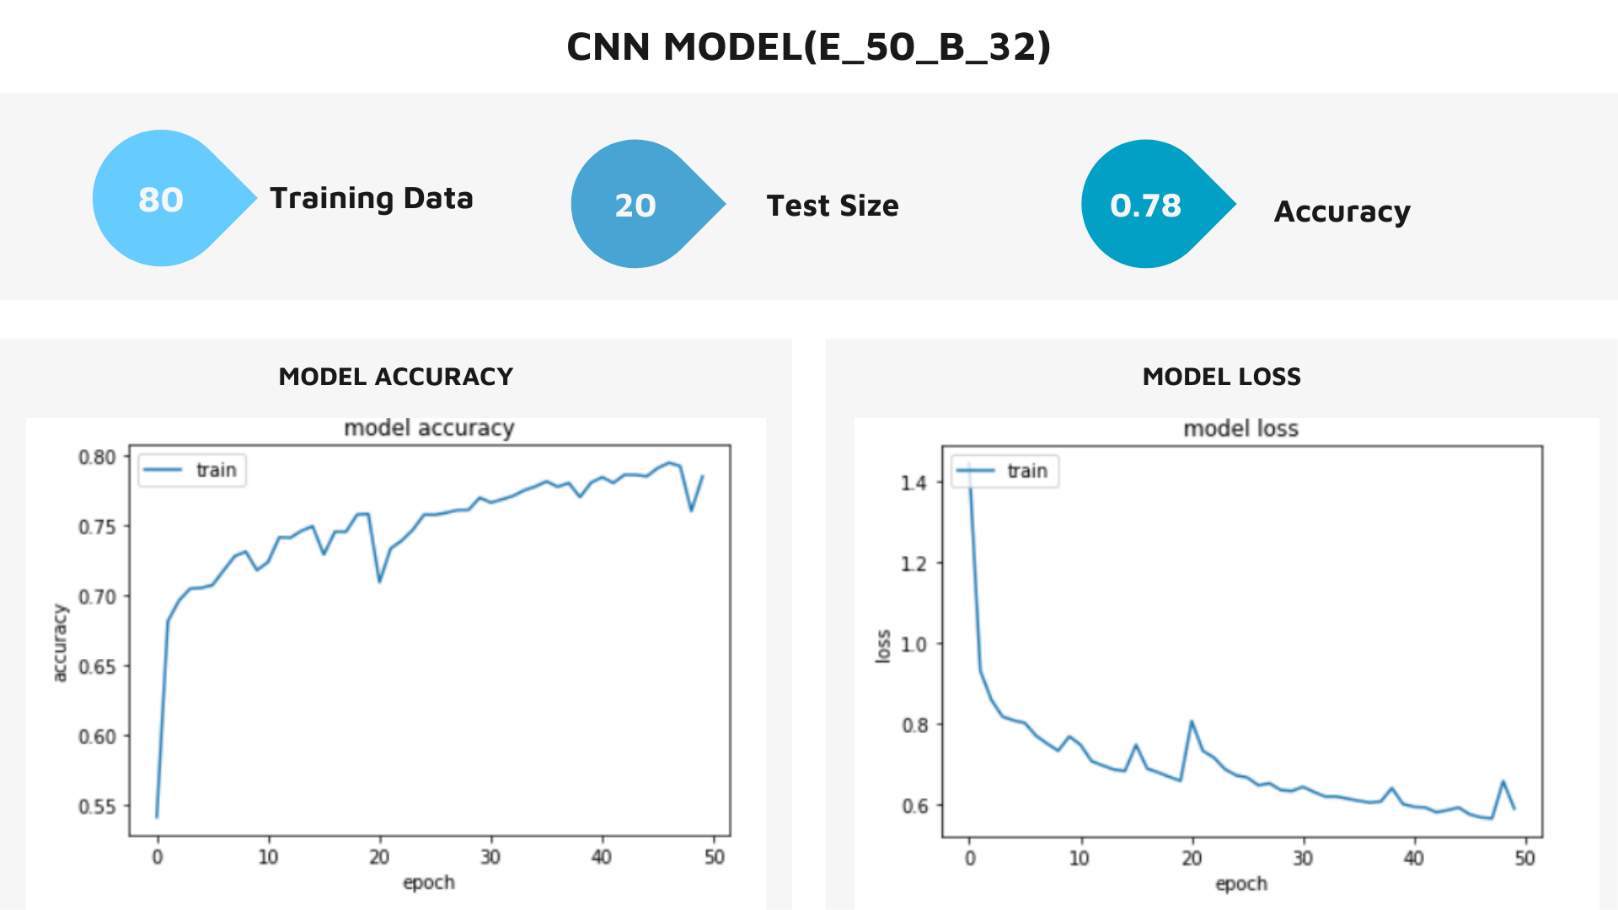 CNN MODEL(E_50_B_32)
80
Training Data
20
Test Size
0.78
Accuracy
MODEL ACCURACY
model accuracy
train
0.80
0.75
0.70
0.65
0.60
0.55
accuracy
0 10 20 30 40 50
epoch
MODEL LOSS
model loss
train
1.4
1.2
1.0
0.8
0.6
loss
0 10 20 30 40 50
epoch